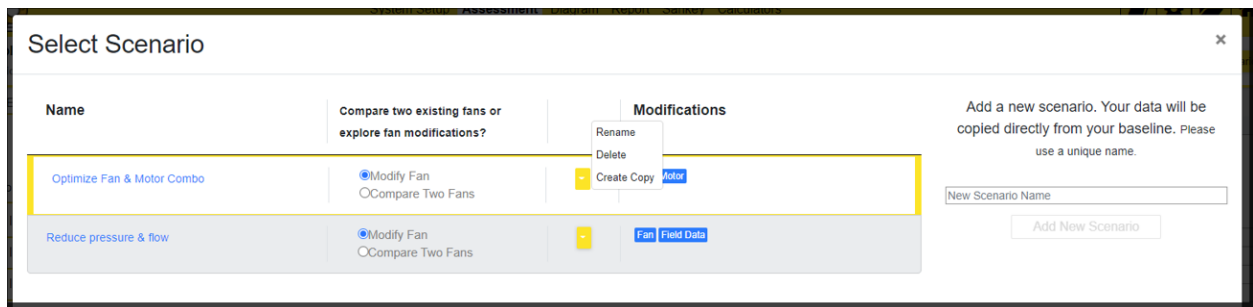 System Setup Assessment Diagram Report Sankey Calculators
Select Scenario
×
Name
Compare two existing fans or
explore fan modifications?
Modifications
Rename
Delete
Create Copy
Optimize Fan & Motor Combo
Modify Fan
Compare Two Fans
-
Motor
Reduce pressure & flow
Modify Fan
Compare Two Fans
-
Fan Field Data
Add a new scenario. Your data will be
copied directly from your baseline. Please
use a unique name.
New Scenario Name
Add New Scenario